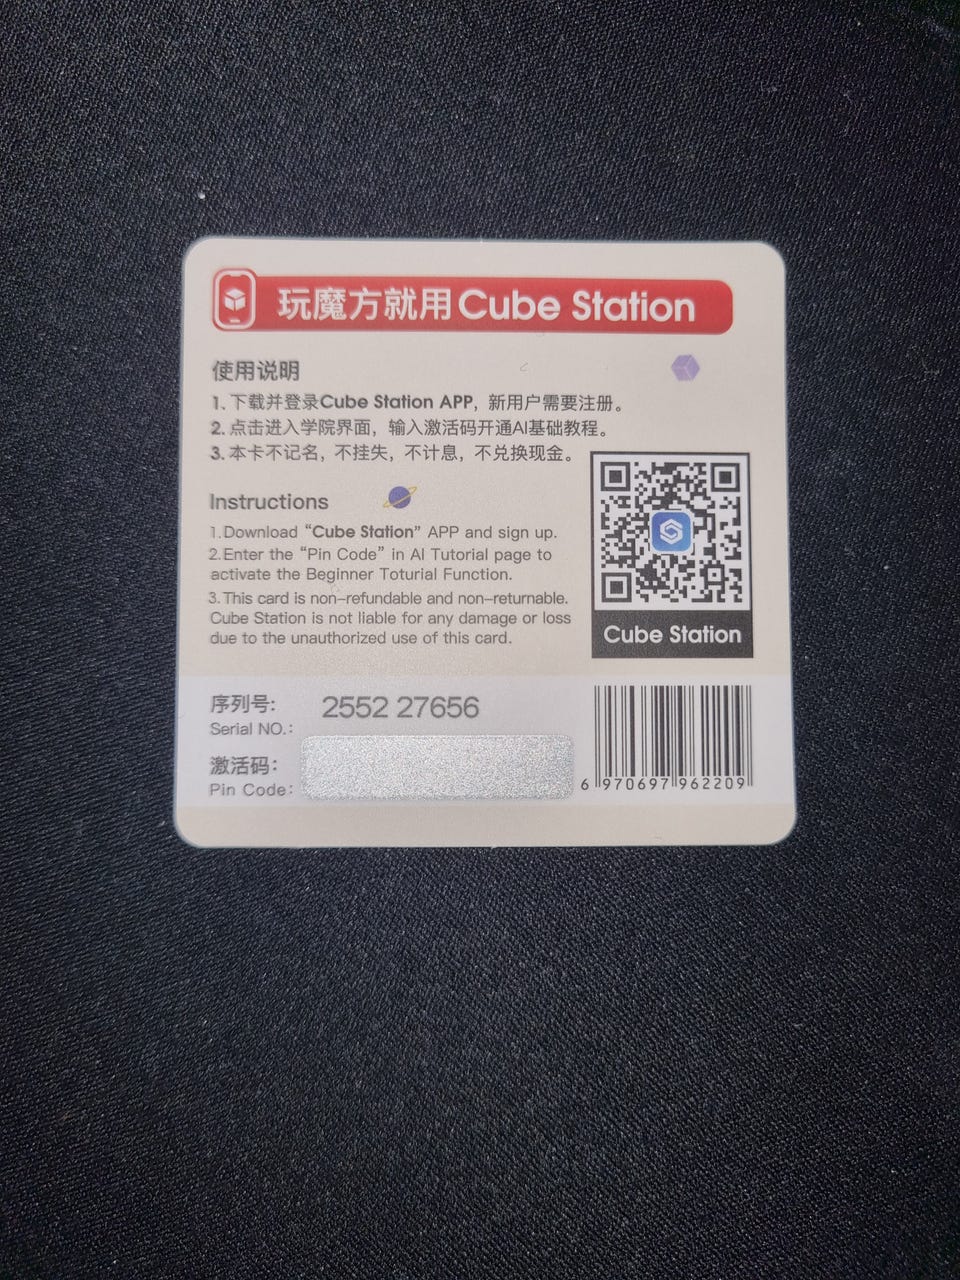 玩魔方就用Cube Station
使用说明
1.下载并登录Cube Station APP，新用户需要注册。
2.点击进入学院界面，输入激活码开通AI基础教程。
3.本卡不记名，不挂失，不计息，不兑换现金。
Instructions
1.Download “Cube Station” APP and sign up.
2.Enter the “Pin Code” in AI Tutorial page to
activate the Beginner Toturial Function.
3.This card is non-refundable and non-returnable.
Cube Station is not liable for any damage or loss
due to the unauthorized use of this card.
Cube Station
序列号: 2552 27656
Serial NO.:
激活码:
Pin Code:
6 970697 962209